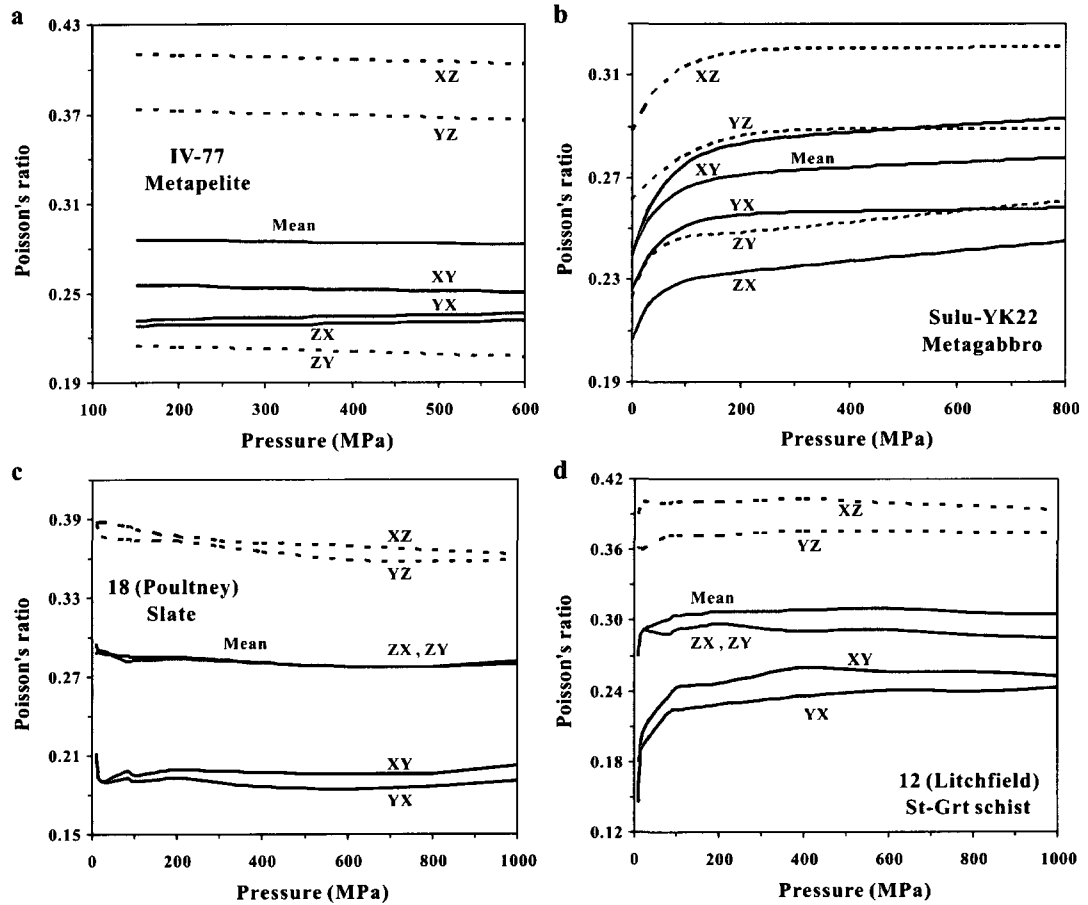 a
0.43
0.37
0.31
0.25
0.19
Poisson's ratio
XZ
YZ
IV-77
Metapelite
Mean
XY
YX
ZX
ZY
100
200
300
400
500
600
Pressure (MPa)
b
0.31
0.27
0.23
0.19
Poisson's ratio
XZ
YZ
Mean
XY
YX
ZY
ZX
Sulu-YK22
Metagabbro
0
200
400
600
800
Pressure (MPa)
c
0.39
0.33
0.27
0.21
0.15
Poisson's ratio
XZ
YZ
18 (Poultney)
Slate
Mean
ZX , ZY
XY
YX
0
200
400
600
800
1000
Pressure (MPa)
d
0.42
0.36
0.30
0.24
0.18
0.12
Poisson's ratio
XZ
YZ
Mean
ZX , ZY
XY
YX
12 (Litchfield)
St-Grt schist
0
200
400
600
800
1000
Pressure (MPa)